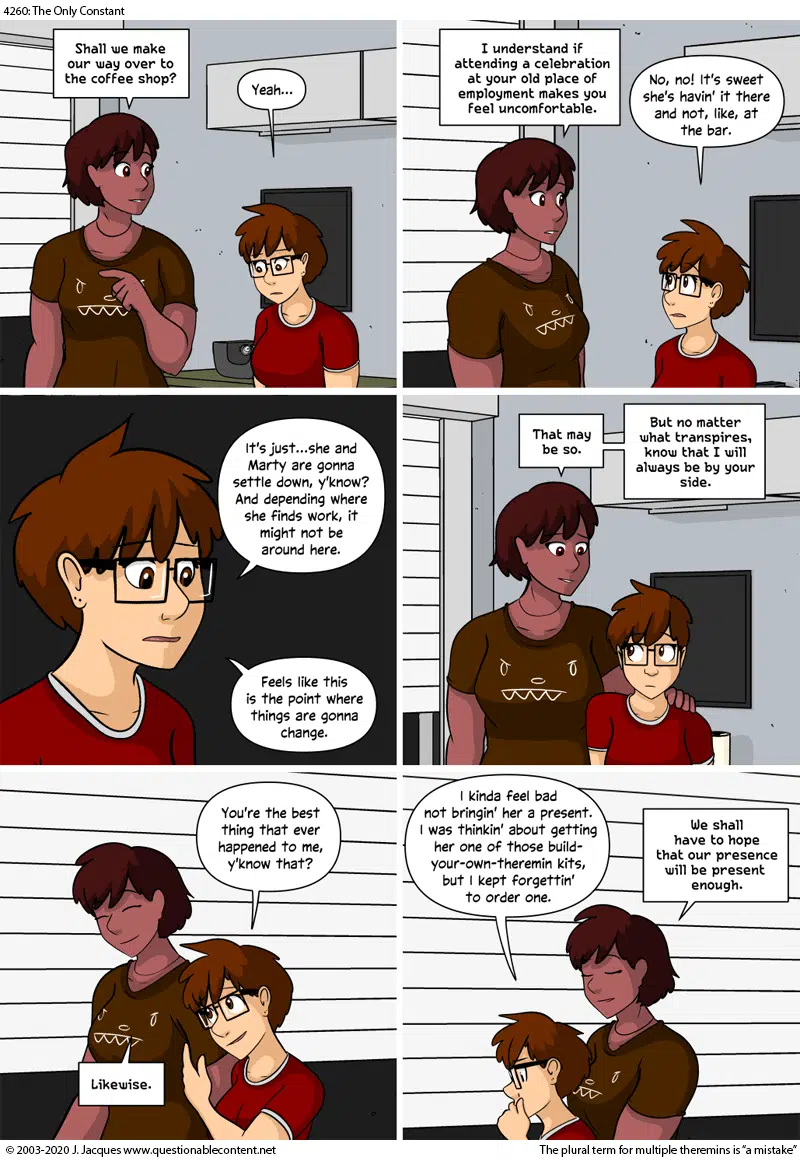 4260: The Only Constant
Shall we make
our way over to
the coffee shop?
Yeah...
I understand if
attending a celebration
at your old place of
employment makes you
feel uncomfortable.
No, no! It's sweet
she's havin' it there
and not, like, at
the bar.
It's just...she and
Marty are gonna
settle down, y'know?
And depending where
she finds work, it
might not be
around here.
Feels like this
is the point where
things are gonna
change.
That may
be so.
But no matter
what transpires,
know that I will
always be by your
side.
You're the best
thing that ever
happened to me,
y'know that?
Likewise.
I kinda feel bad
not bringin' her a present.
I was thinkin' about getting
her one of those build-
your-own-theremin kits,
but I kept forgettin'
to order one.
We shall
have to hope
that our presence
will be present
enough.
© 2003-2020 J. Jacques www.questionablecontent.net
The plural term for multiple theremins is "a mistake"